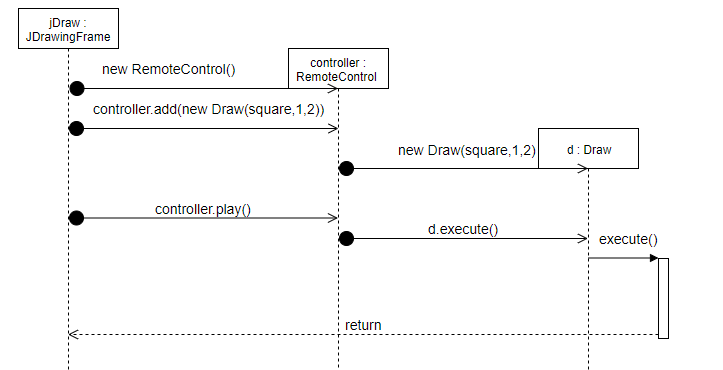 jDraw :
JDrawingFrame
controller :
RemoteControl
new RemoteControl()
controller.add(new Draw(square,1,2))
new Draw(square,1,2)
d : Draw
controller.play()
d.execute()
execute()
return